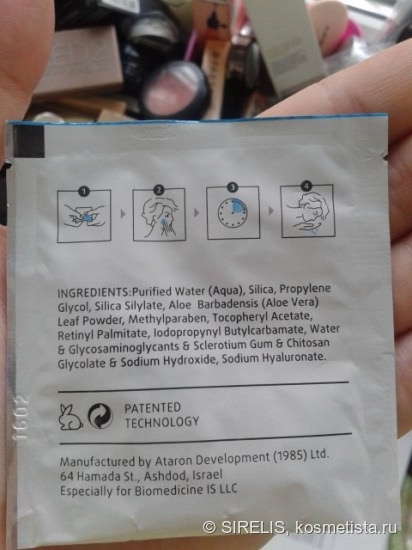 1 2 3 4
INGREDIENTS:Purified Water (Aqua), Silica, Propylene
Glycol, Silica Silylate, Aloe Barbadensis (Aloe Vera)
Leaf Powder, Methylparaben, Tocopheryl Acetate,
Retinyl Palmitate, Iodopropynyl Butylcarbamate, Water
& Glycosaminoglycants & Sclerotium Gum & Chitosan
Glycolate & Sodium Hydroxide, Sodium Hyaluronate.
1602
PATENTED
TECHNOLOGY
Manufactured by Ataron Development (1985) Ltd.
64 Hamada St., Ashdod, Israel
Especially for Biomedicine IS LLC
© SIRELIS, kosmetista.ru